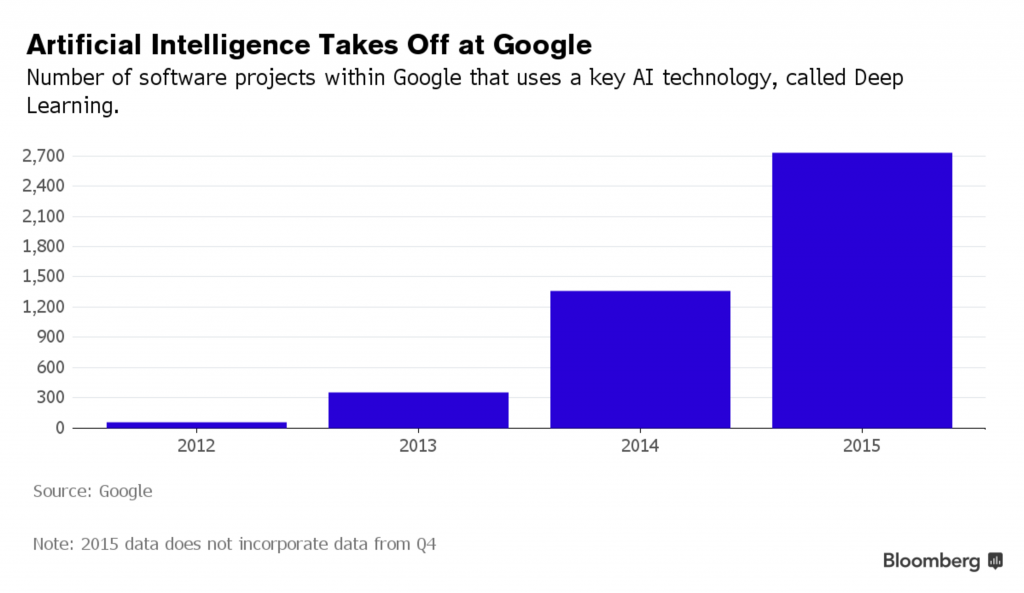 Artificial Intelligence Takes Off at Google
Number of software projects within Google that uses a key AI technology, called Deep
Learning.
2,700
2,400
2,100
1,800
1,500
1,200
900
600
300
0
2012 2013 2014 2015
Source: Google
Note: 2015 data does not incorporate data from Q4
Bloomberg